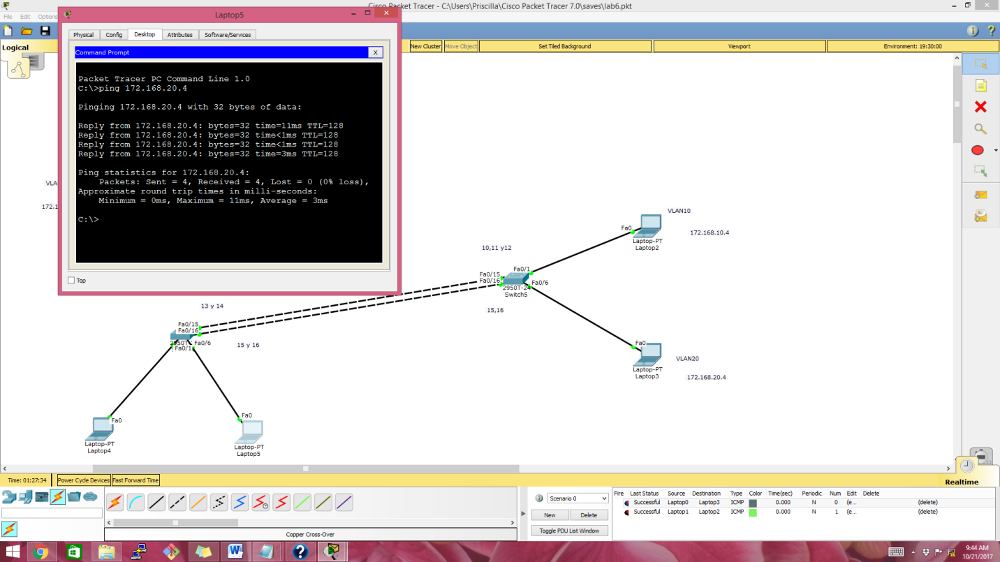 Cisco Packet Tracer - C:\Users\Priscilla\Cisco Packet Tracer 7.0\saves\lab6.pkt
File Edit Options
Laptop5
Physical Config Desktop Attributes Software/Services
Command Prompt X
Packet Tracer PC Command Line 1.0
C:\>ping 172.168.20.4
Pinging 172.168.20.4 with 32 bytes of data:
Reply from 172.168.20.4: bytes=32 time=11ms TTL=128
Reply from 172.168.20.4: bytes=32 time<1ms TTL=128
Reply from 172.168.20.4: bytes=32 time<1ms TTL=128
Reply from 172.168.20.4: bytes=32 time=3ms TTL=128
Ping statistics for 172.168.20.4:
Packets: Sent = 4, Received = 4, Lost = 0 (0% loss),
Approximate round trip times in milli-seconds:
Minimum = 0ms, Maximum = 11ms, Average = 3ms
C:\>
Top
Logical
New Cluster Move Object Set Tiled Background Viewport Environment: 19:30:00
VLA
172.1
VLAN10
172.168.10.4
Fa0
Laptop-PT
Laptop2
10,11 y12
Fa0/1
Fa0/15
Fa0/16
Fa0/6
2950T-24
Switch5
15,16
13 y 14
Fa0/15
Fa0/16
2950T- Fa0/6
Fa0/1
15 y 16
Fa0
Laptop-PT
Laptop3
VLAN20
172.168.20.4
Fa0
Laptop-PT
Laptop4
Fa0
Laptop-PT
Laptop5
Time: 01:27:34 Power Cycle Devices Fast Forward Time
Realtime
Scenario 0
New Delete
Toggle PDU List Window
Fire Last Status Source Destination Type Color Time(sec) Periodic Num Edit Delete
Successful Laptop0 Laptop3 ICMP 0.000 N 0 (e... (delete)
Successful Laptop1 Laptop2 ICMP 0.000 N 1 (e... (delete)
Copper Cross-Over
9:44 AM
10/21/2017